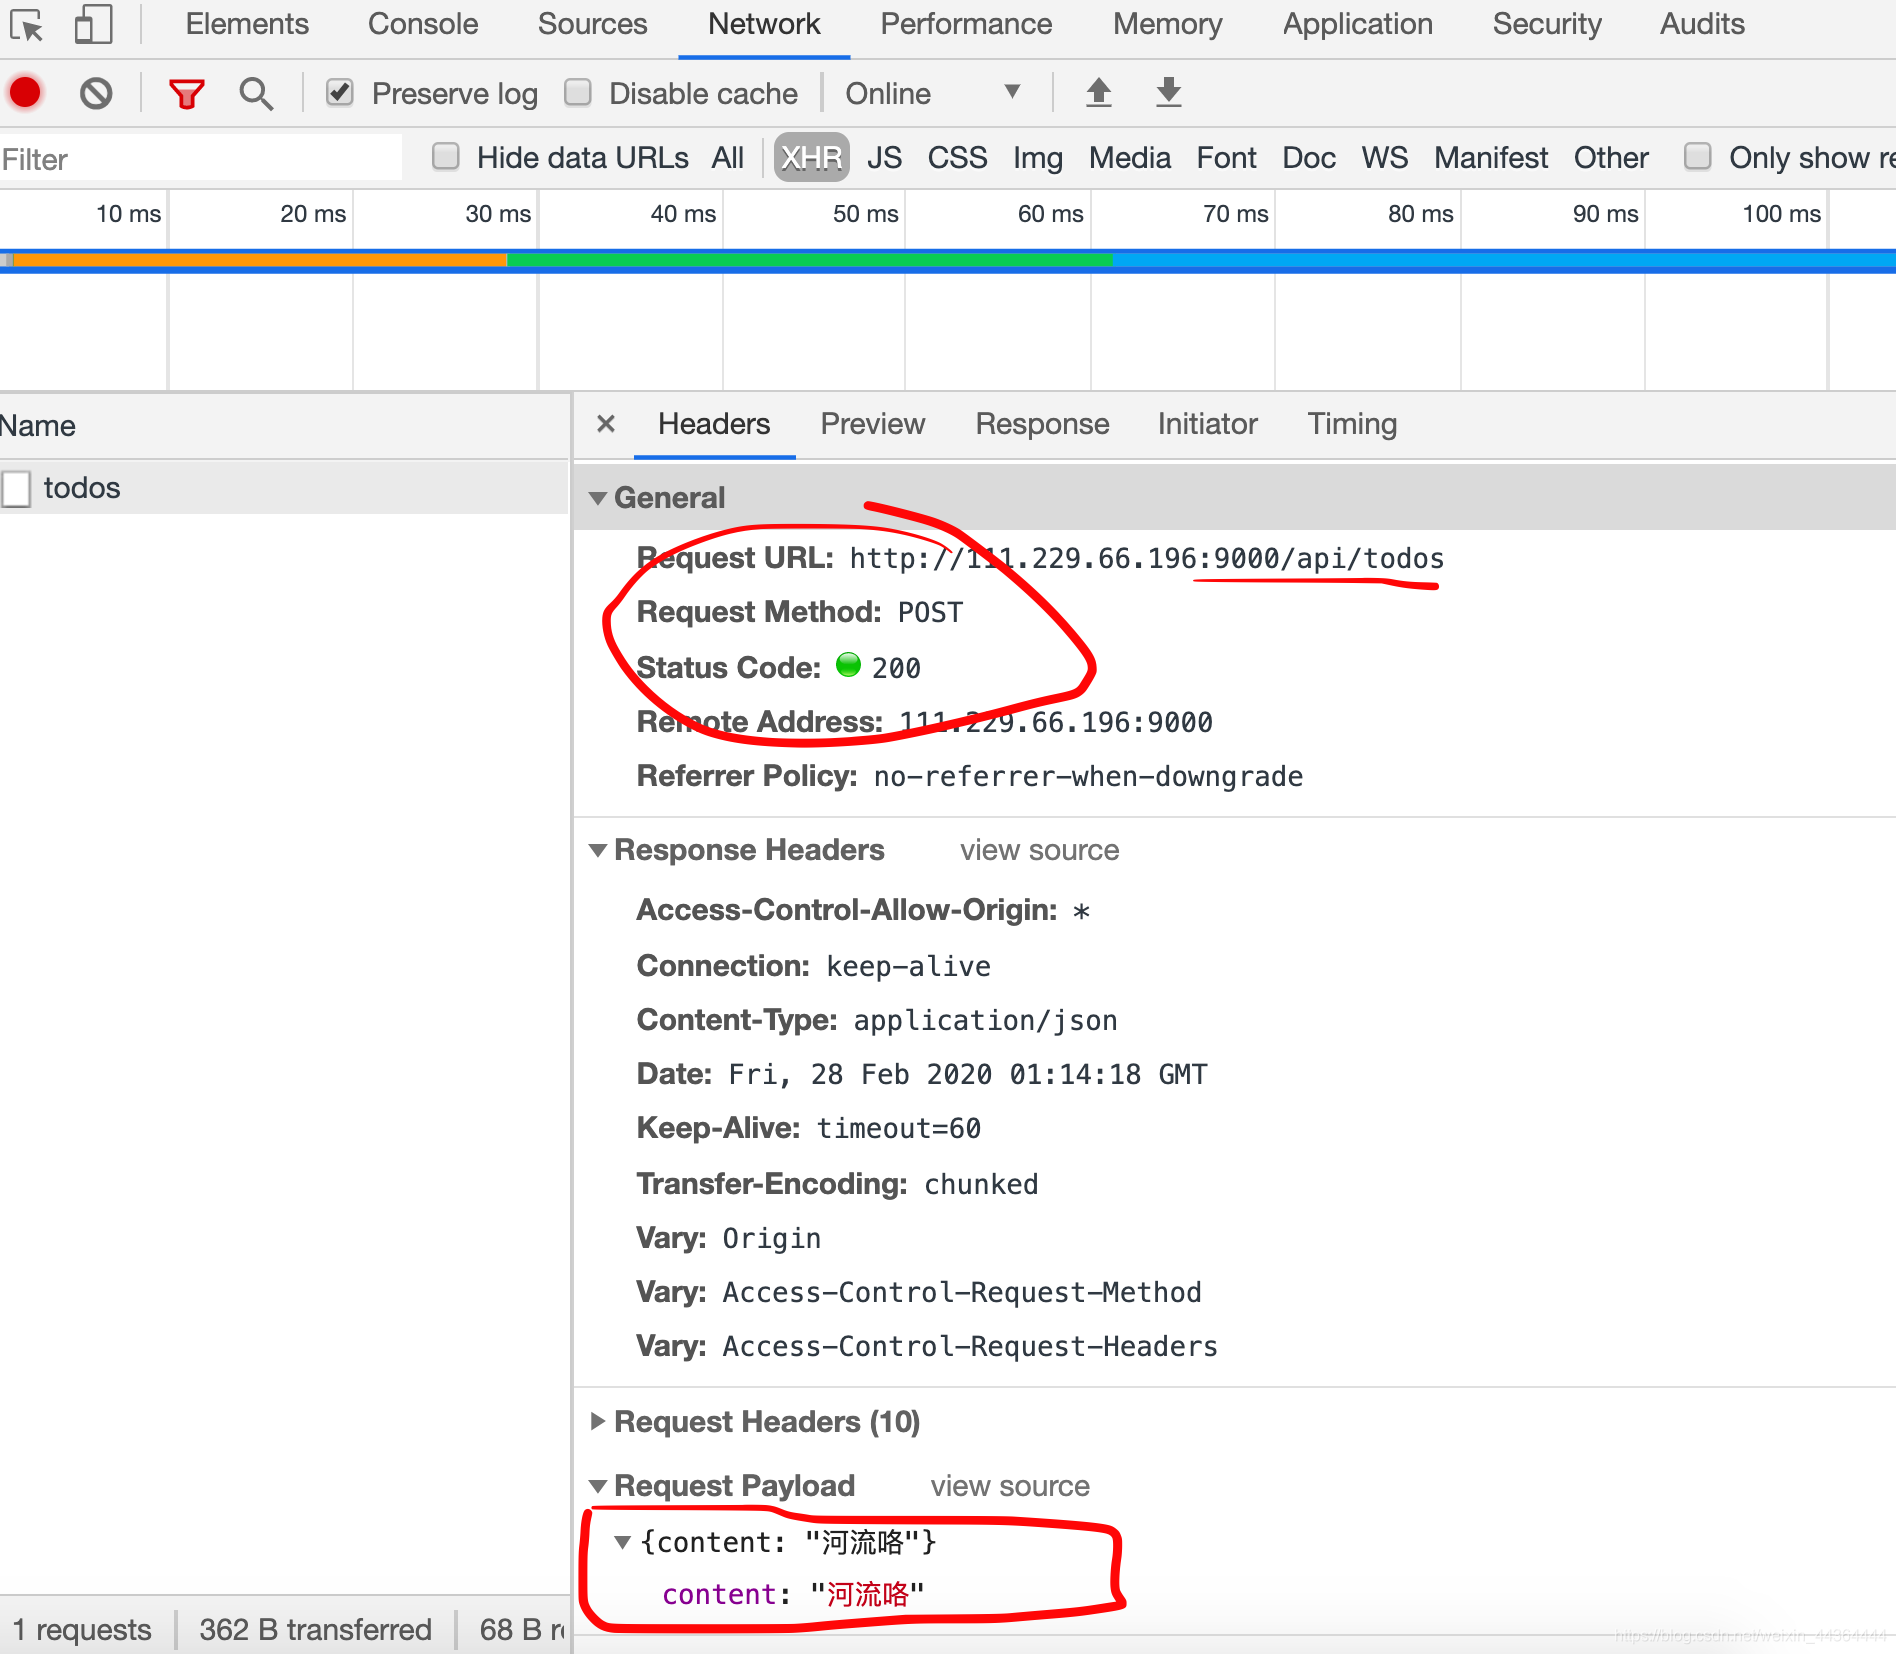 Elements Console Sources Network Performance Memory Application Security Audits
Preserve log Disable cache Online
Filter Hide data URLs All XHR JS CSS Img Media Font Doc WS Manifest Other Only show re
10 ms 20 ms 30 ms 40 ms 50 ms 60 ms 70 ms 80 ms 90 ms 100 ms
Name
todos
1 requests 362 B transferred 68 B re
× Headers Preview Response Initiator Timing
General
Request URL: http://111.229.66.196:9000/api/todos
Request Method: POST
Status Code: 200
Remote Address: 111.229.66.196:9000
Referrer Policy: no-referrer-when-downgrade
Response Headers view source
Access-Control-Allow-Origin: *
Connection: keep-alive
Content-Type: application/json
Date: Fri, 28 Feb 2020 01:14:18 GMT
Keep-Alive: timeout=60
Transfer-Encoding: chunked
Vary: Origin
Vary: Access-Control-Request-Method
Vary: Access-Control-Request-Headers
Request Headers (10)
Request Payload view source
{content: "河流咯"}
content: "河流咯"
https://blog.csdn.net/weixin_44364444